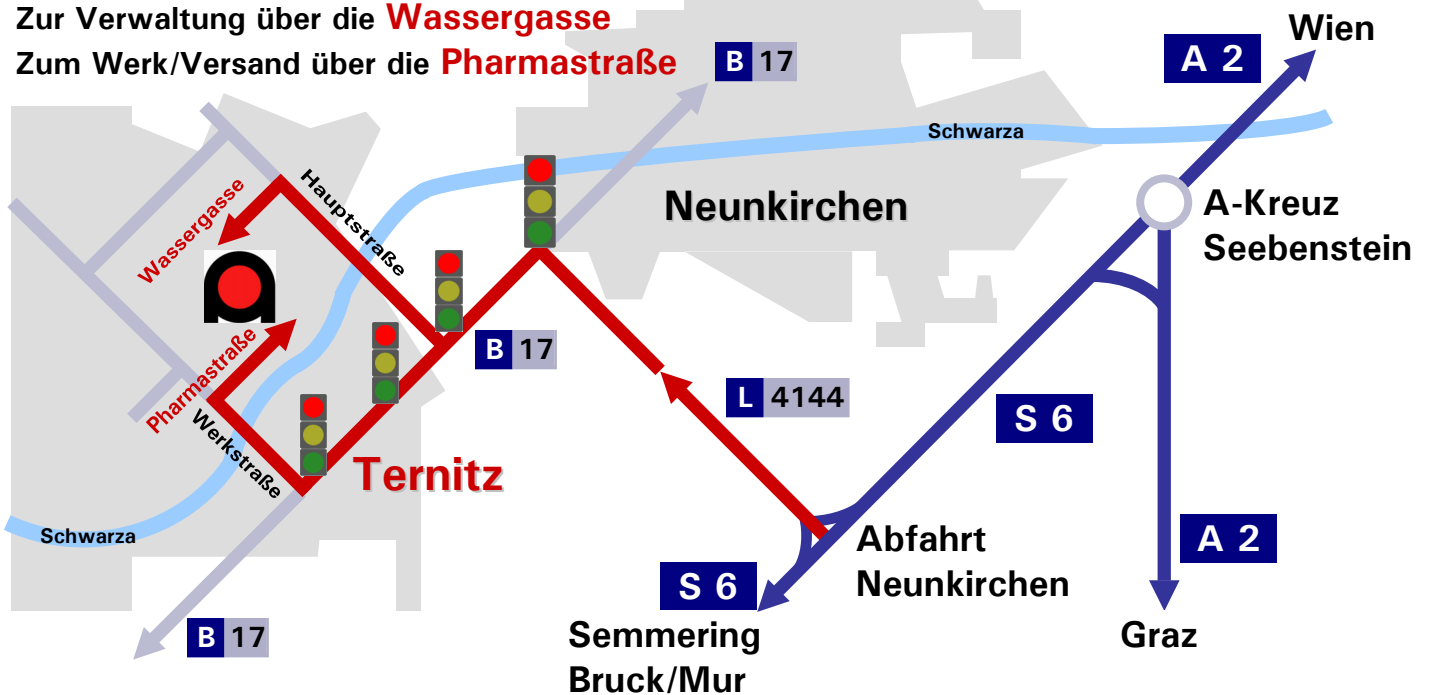 Zur Verwaltung über die Wassergasse
Zum Werk/Versand über die Pharmastraße
B 17
A 2
Wien
Schwarza
Hauptstraße
Wassergasse
Neunkirchen
A-Kreuz
Seebenstein
B 17
Pharmastraße
L 4144
S 6
Werkstraße
Ternitz
Schwarza
Abfahrt
Neunkirchen
A 2
S 6
B 17
Semmering
Bruck/Mur
Graz